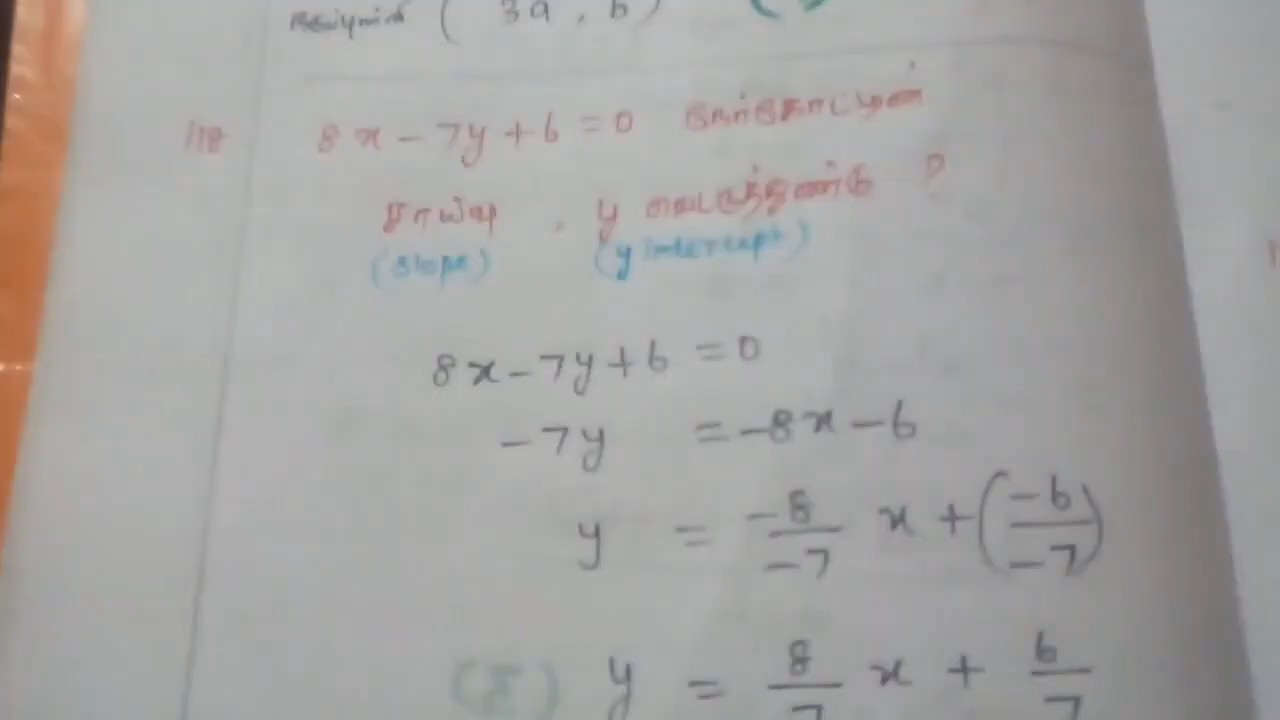 (3a, b)
118 8x - 7y + 6 = 0 நேர்கோட்டின்
சாய்வு , y வெட்டுத்துண்டு ?
(slope) (y intercept)
8x - 7y + 6 = 0
-7y = -8x - 6
y = -8/-7 x + (-6/-7)
y = 8/7 x + 6/7